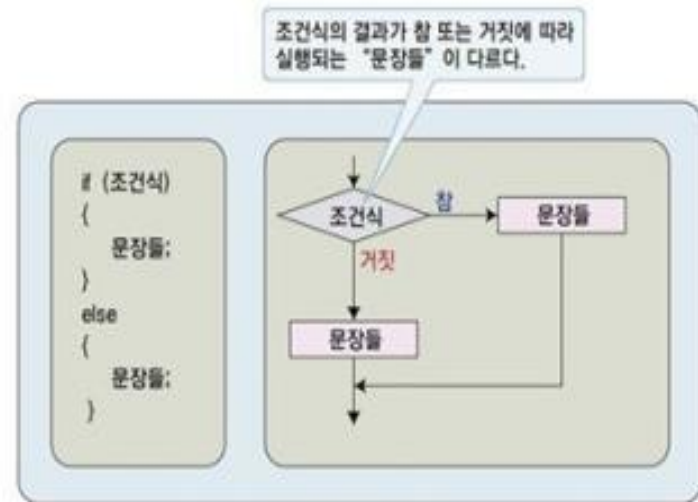 조건식의 결과가 참 또는 거짓에 따라
실행되는 "문장들" 이 다르다.
if (조건식)
{
문장들;
}
else
{
문장들;
}
조건식
참
문장들
거짓
문장들